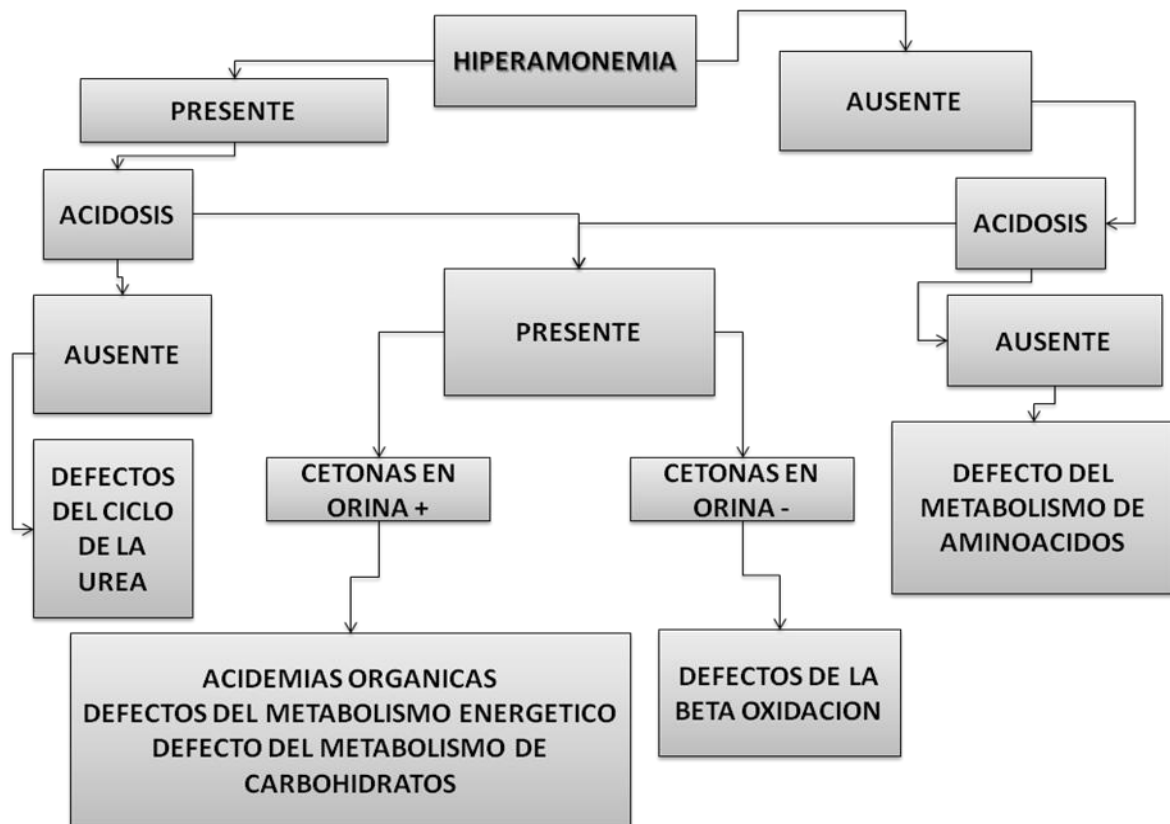 HIPERAMONEMIA
PRESENTE
AUSENTE
ACIDOSIS
ACIDOSIS
AUSENTE
PRESENTE
AUSENTE
DEFECTOS
DEL CICLO
DE LA
UREA
CETONAS EN
ORINA +
CETONAS EN
ORINA -
DEFECTO DEL
METABOLISMO DE
AMINOACIDOS
ACIDEMIAS ORGANICAS
DEFECTOS DEL METABOLISMO ENERGETICO
DEFECTO DEL METABOLISMO DE
CARBOHIDRATOS
DEFECTOS DE LA
BETA OXIDACION